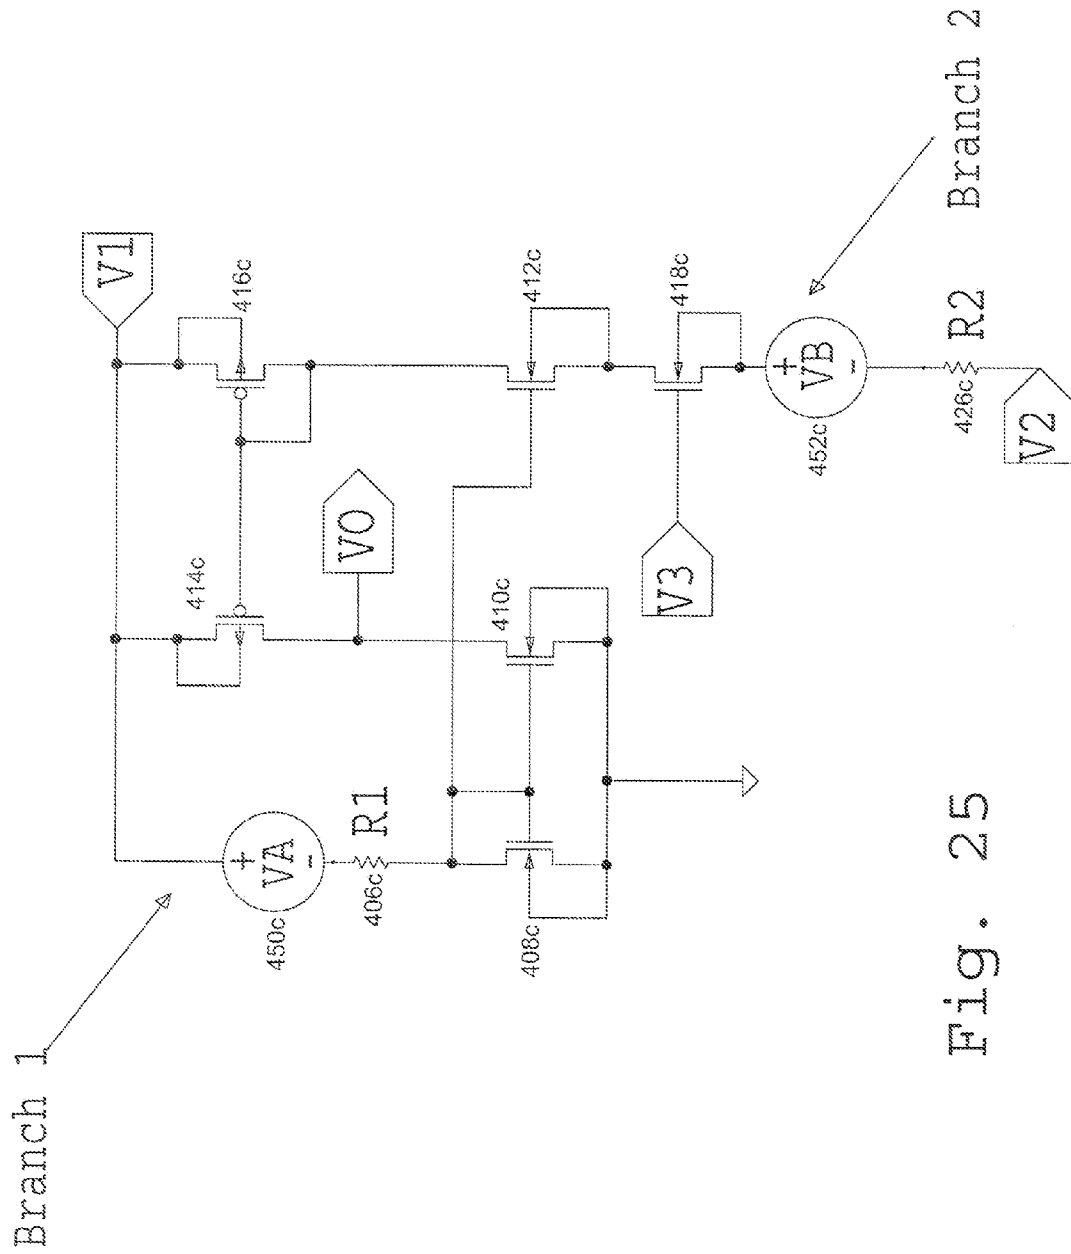 Branch 1
V1
416c
414c
VO
+
VA
-
450c
R1
406c
408c
410c
412c
V3
418c
+
VB
-
452c
Branch 2
R2
426c
V2
Fig. 25